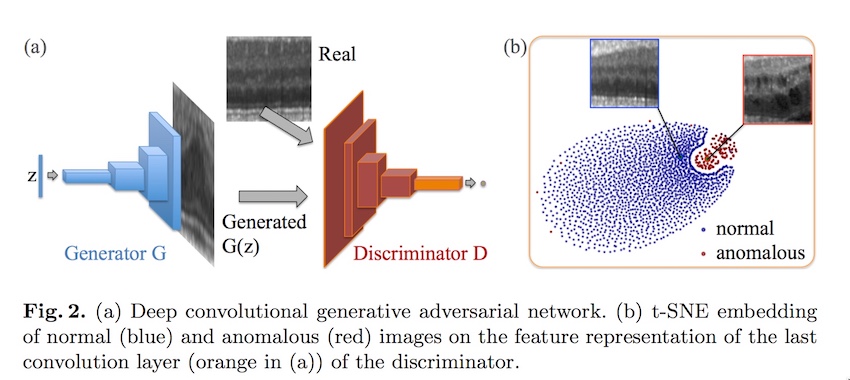 (a)
Real
z
Generated
G(z)
Generator G
Discriminator D
(b)
normal
anomalous
Fig. 2. (a) Deep convolutional generative adversarial network. (b) t-SNE embedding
of normal (blue) and anomalous (red) images on the feature representation of the last
convolution layer (orange in (a)) of the discriminator.